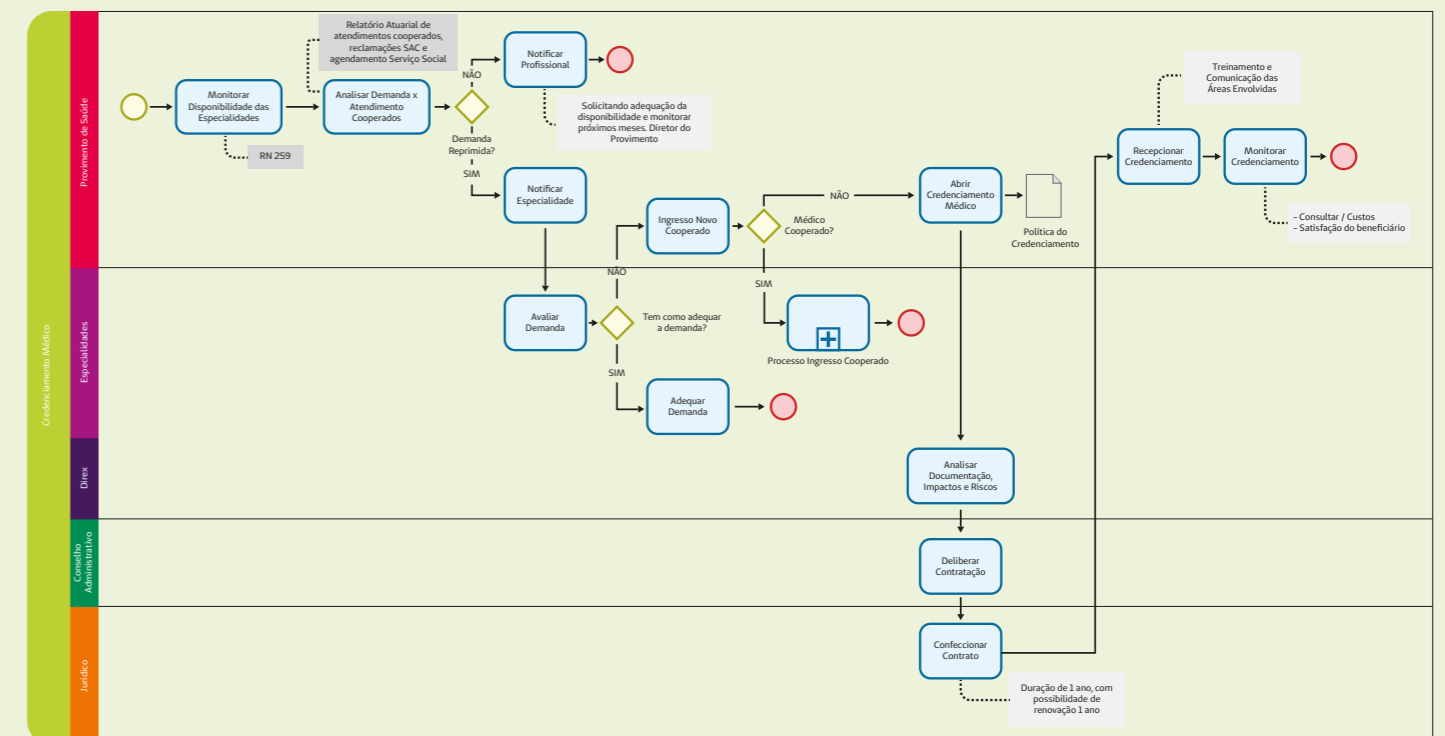 Credenciamento Médico
Provimento de Saúde
Relatório Atuarial de
atendimentos cooperados,
reclamações SAC e
agendamento Serviço Social
Monitorar
Disponibilidade das
Especialidades
RN 259
Analisar Demanda x
Atendimento
Cooperados
NÃO
Demanda
Reprimida?
SIM
Notificar
Profissional
Solicitando adequação da
disponibilidade e monitorar
próximos meses. Diretor do
Provimento
Notificar
Especialidade
Ingresso Novo
Cooperado
Médico
Cooperado?
NÃO
SIM
Abrir
Credenciamento
Médico
Política do
Credenciamento
Treinamento e
Comunicação das
Áreas Envolvidas
Recepcionar
Credenciamento
Monitorar
Credenciamento
- Consultar / Custos
- Satisfação do beneficiário
Especialidades
Avaliar
Demanda
NÃO
Tem como adequar
a demanda?
SIM
Processo Ingresso Cooperado
Adequar
Demanda
Direx
Analisar
Documentação,
Impactos e Riscos
Conselho
Administrativo
Deliberar
Contratação
Jurídico
Confeccionar
Contrato
Duração de 1 ano, com
possibilidade de
renovação 1 ano